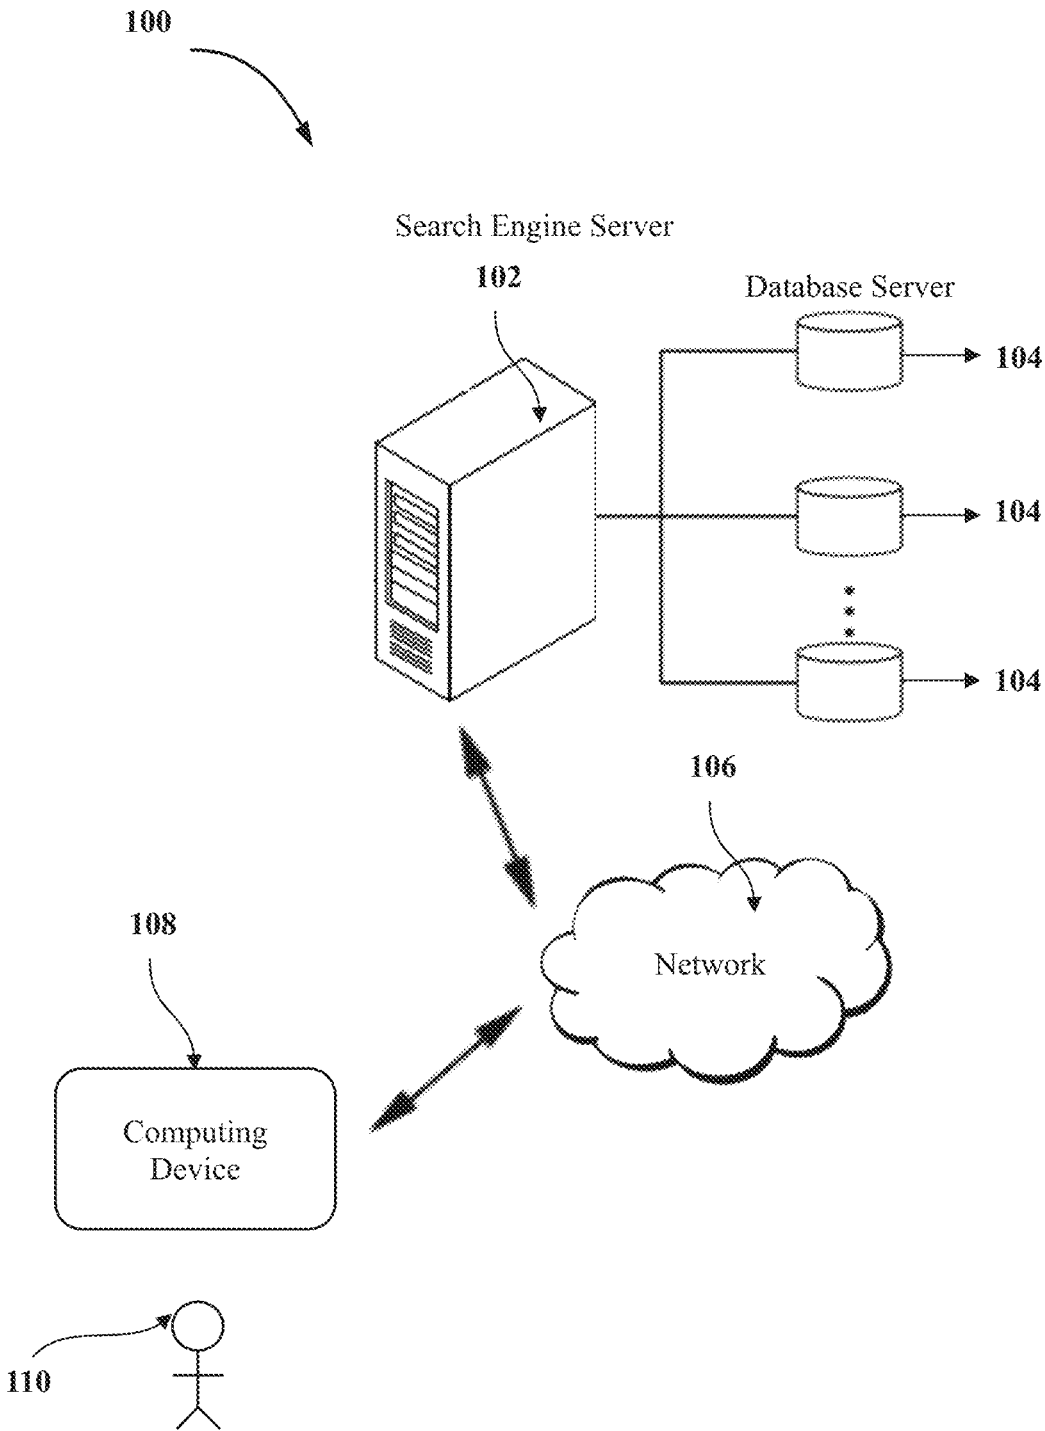 100
Search Engine Server
102
Database Server
104
104
104
106
Network
108
Computing
Device
110